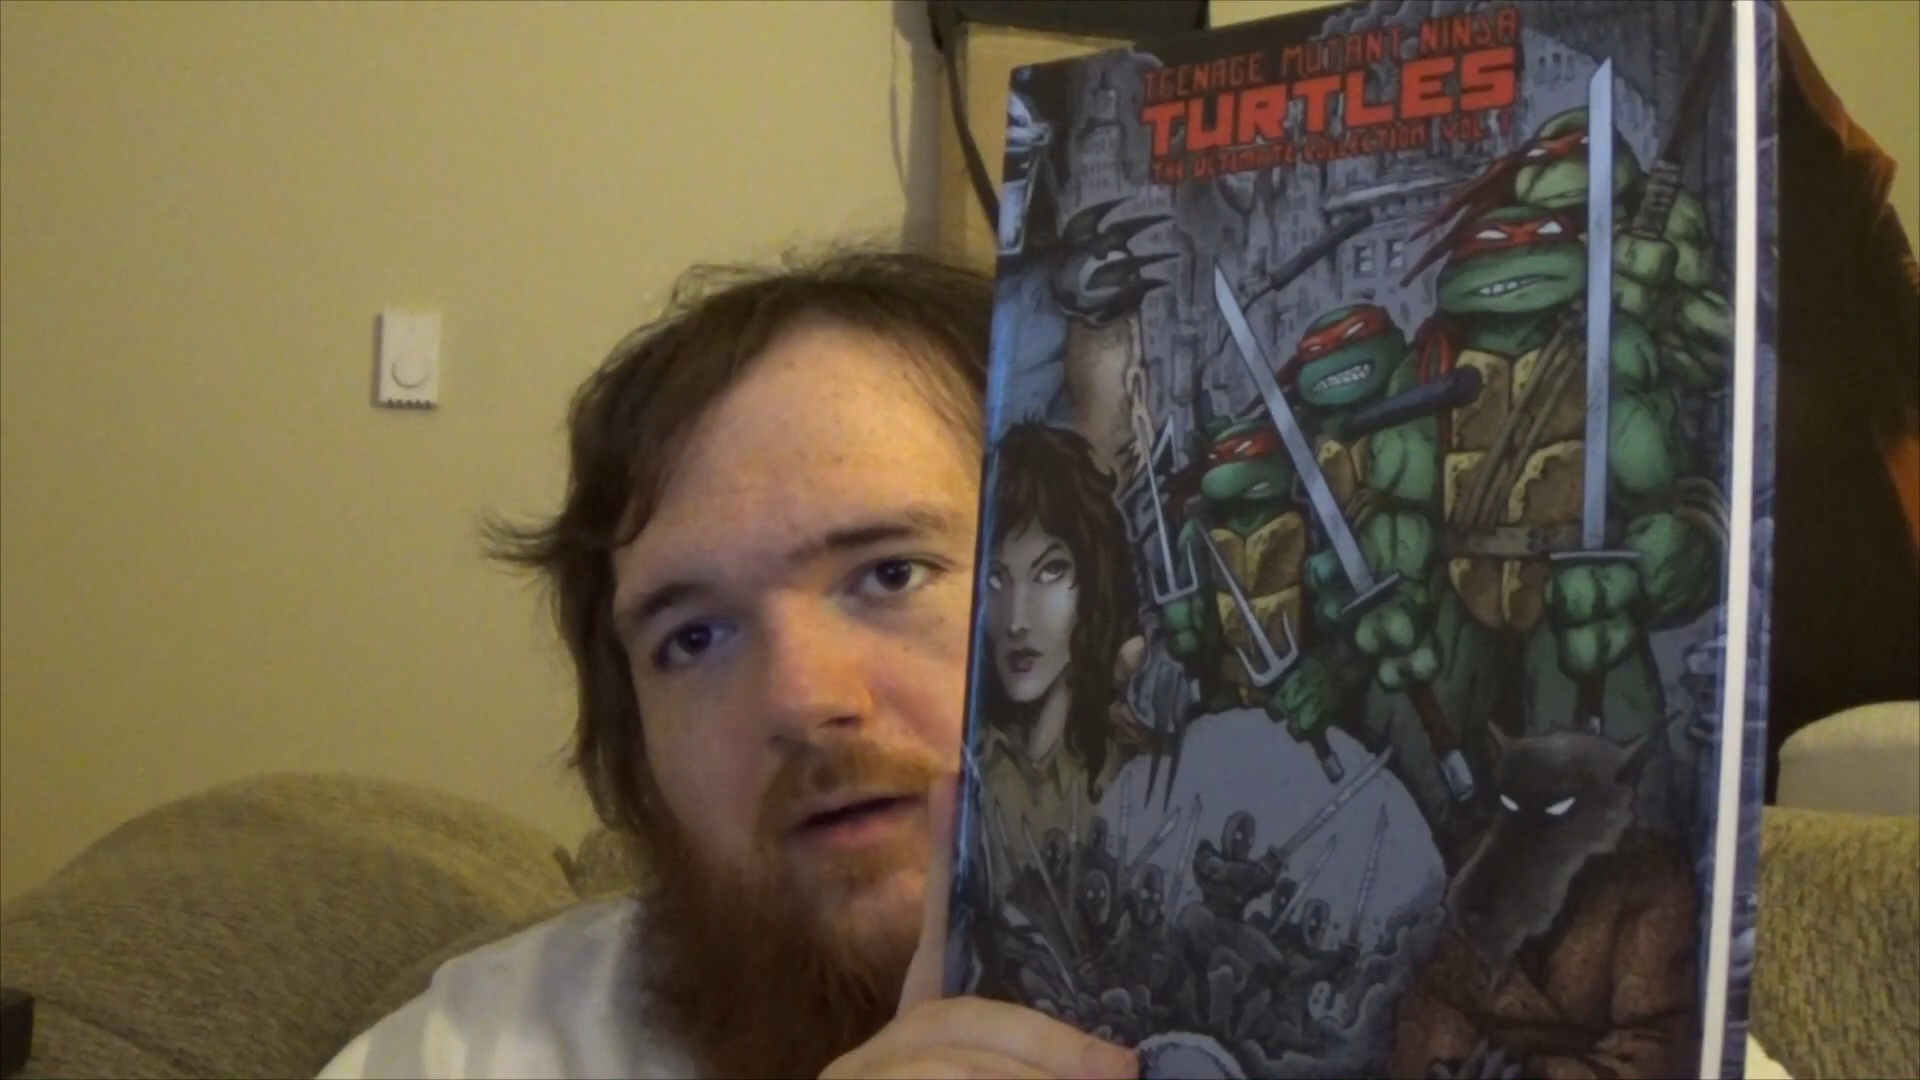 TEENAGE MUTANT NINJA
TURTLES
THE ULTIMATE COLLECTION VOL. 1